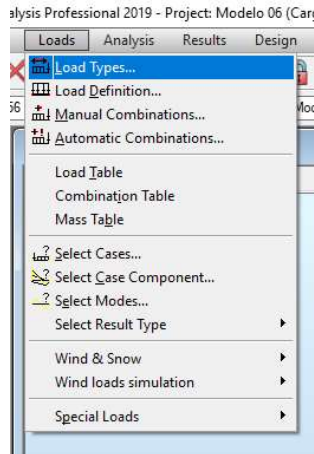 alysis Professional 2019 - Project: Modelo 06 (Car
Loads Analysis Results Design
Load Types...
Load Definition...
56
Manual Combinations...
Automatic Combinations...
Load Table
Combination Table
Mass Table
Select Cases...
Select Case Component...
Select Modes...
Select Result Type
Wind & Snow
Wind loads simulation
Special Loads